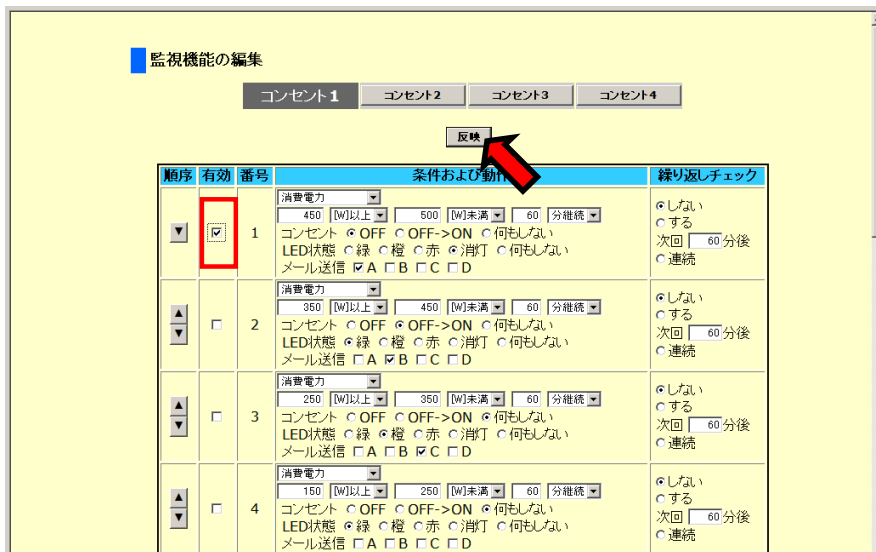 監視機能の編集
コンセント1 コンセント2 コンセント3 コンセント4
反映
順序 有効 番号 条件および動作 繰り返しチェック
消費電力
450 [W]以上 500 [W]未満 60 分継続
1 コンセント OFF OFF->ON 何もしない
LED状態 緑 橙 赤 消灯 何もしない
メール送信 A B C D
しない
する
次回 60 分後
連続
消費電力
350 [W]以上 450 [W]未満 60 分継続
2 コンセント OFF OFF->ON 何もしない
LED状態 緑 橙 赤 消灯 何もしない
メール送信 A B C D
しない
する
次回 60 分後
連続
消費電力
250 [W]以上 350 [W]未満 60 分継続
3 コンセント OFF OFF->ON 何もしない
LED状態 緑 橙 赤 消灯 何もしない
メール送信 A B C D
しない
する
次回 60 分後
連続
消費電力
150 [W]以上 250 [W]未満 60 分継続
4 コンセント OFF OFF->ON 何もしない
LED状態 緑 橙 赤 消灯 何もしない
メール送信 A B C D
しない
する
次回 60 分後
連続